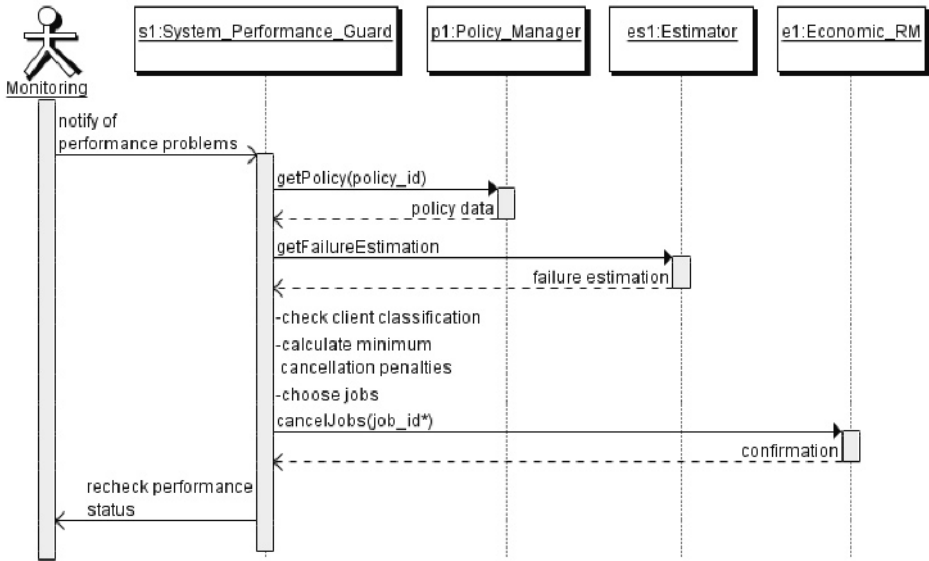 s1:System_Performance_Guard
p1:Policy_Manager
es1:Estimator
e1:Economic_RM
Monitoring
notify of
performance problems
getPolicy(policy_id)
policy data
getFailureEstimation
failure estimation
-check client classification
-calculate minimum
cancellation penalties
-choose jobs
cancelJobs(job_id*)
confirmation
recheck performance
status